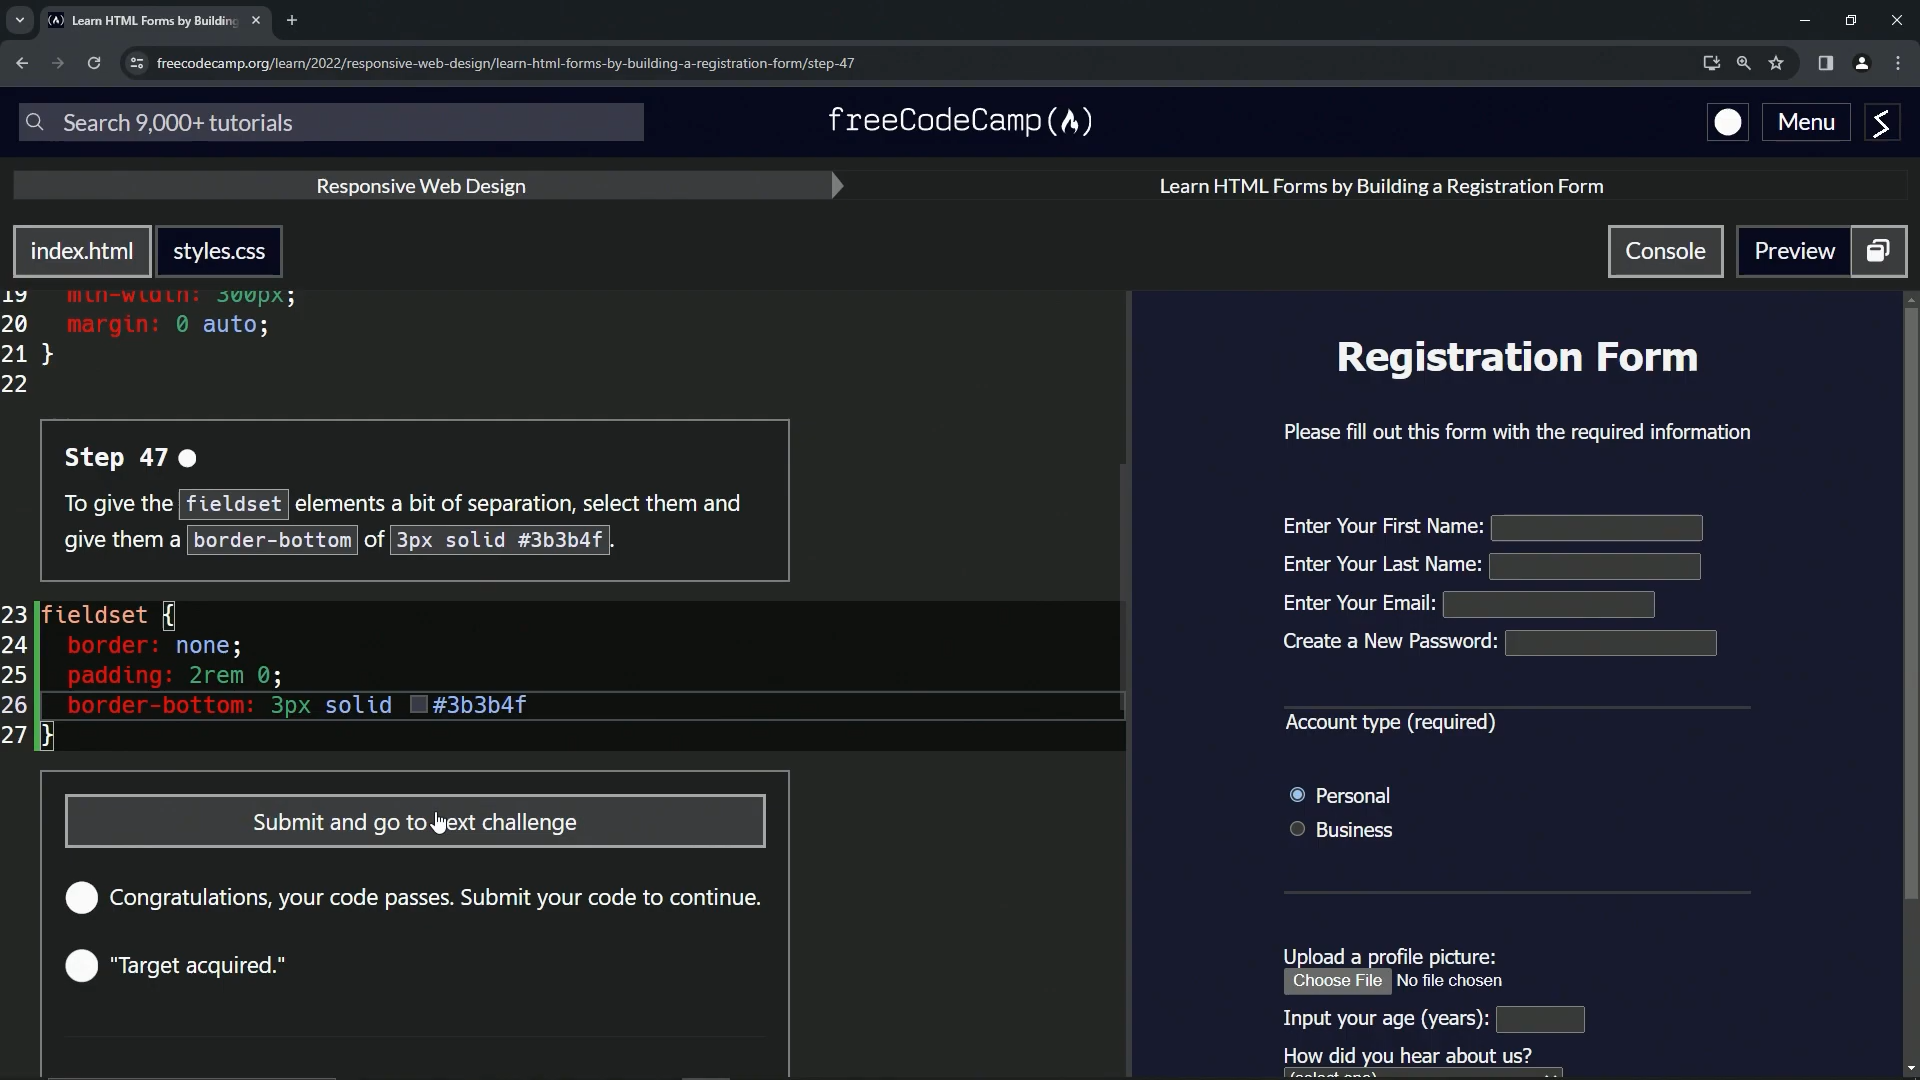 Learn HTML Forms by Building
freecodecamp.org/learn/2022/responsive-web-design/learn-html-forms-by-building-a-registration-form/step-47
Search 9,000+ tutorials
freeCodeCamp
Menu
Responsive Web Design
Learn HTML Forms by Building a Registration Form
index.html
styles.css
Console
Preview
19 min-width: 300px;
20 margin: 0 auto;
21 }
22
Step 47
To give the fieldset elements a bit of separation, select them and
give them a border-bottom of 3px solid #3b3b4f.
23 fieldset {
24 border: none;
25 padding: 2rem 0;
26 border-bottom: 3px solid #3b3b4f
27 }
Submit and go to next challenge
Congratulations, your code passes. Submit your code to continue.
"Target acquired."
Registration Form
Please fill out this form with the required information
Enter Your First Name:
Enter Your Last Name:
Enter Your Email:
Create a New Password:
Account type (required)
Personal
Business
Upload a profile picture:
Choose File No file chosen
Input your age (years):
How did you hear about us?
(select one)